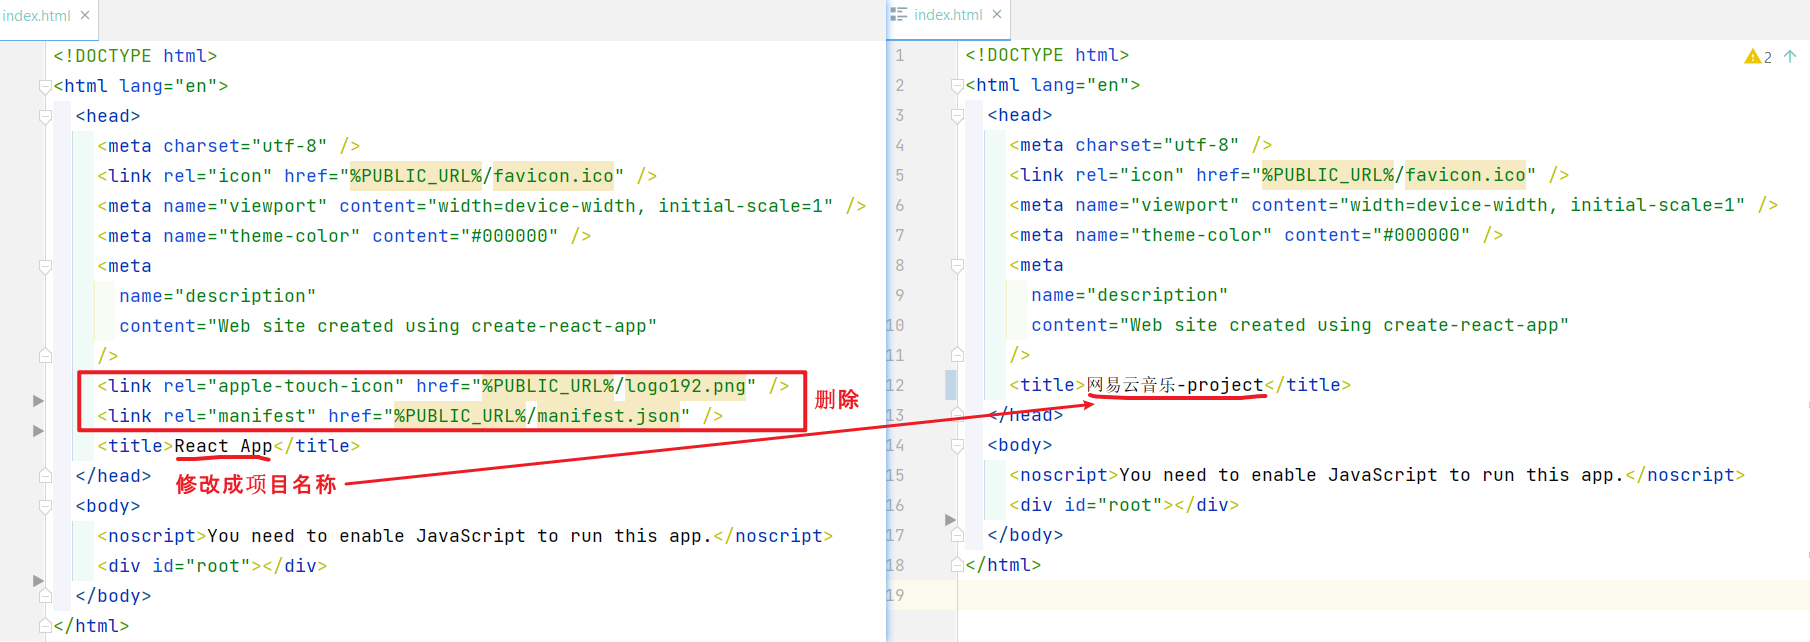 index.html
<!DOCTYPE html>
<html lang="en">
<head>
<meta charset="utf-8" />
<link rel="icon" href="%PUBLIC_URL%/favicon.ico" />
<meta name="viewport" content="width=device-width, initial-scale=1" />
<meta name="theme-color" content="#000000" />
<meta
name="description"
content="Web site created using create-react-app"
/>
<link rel="apple-touch-icon" href="%PUBLIC_URL%/logo192.png" />
<link rel="manifest" href="%PUBLIC_URL%/manifest.json" />
删除
<title>React App</title>
</head>
修改成项目名称
<body>
<noscript>You need to enable JavaScript to run this app.</noscript>
<div id="root"></div>
</body>
</html>
index.html
2
1 <!DOCTYPE html>
2 <html lang="en">
3 <head>
4 <meta charset="utf-8" />
5 <link rel="icon" href="%PUBLIC_URL%/favicon.ico" />
6 <meta name="viewport" content="width=device-width, initial-scale=1" />
7 <meta name="theme-color" content="#000000" />
8 <meta
9 name="description"
10 content="Web site created using create-react-app"
11 />
12 <title>网易云音乐-project</title>
13 </head>
14 <body>
15 <noscript>You need to enable JavaScript to run this app.</noscript>
16 <div id="root"></div>
17 </body>
18 </html>
19